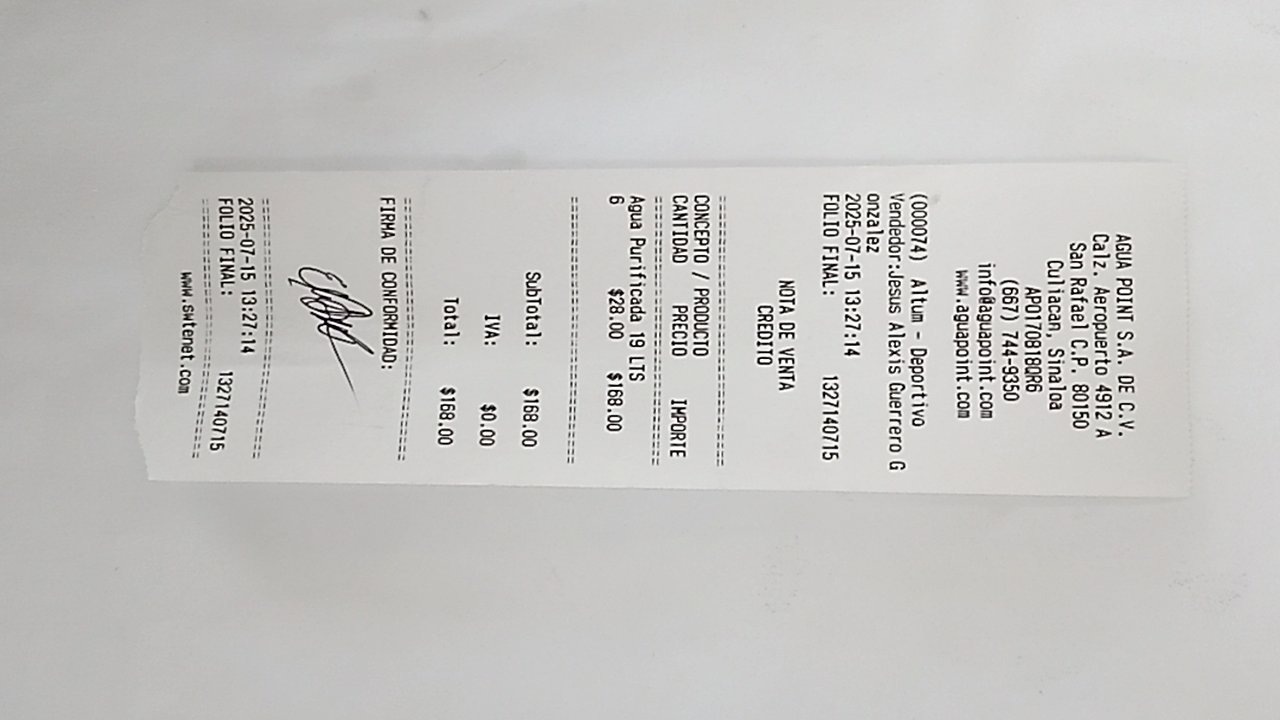 AGUA POINT S.A. DE C.V.
Calz. Aeropuerto 4912 A
San Rafael C.P. 80150
Cullacan, Sinaloa
APO170818QR6
(667) 744-9350
info@aguapoint.com
www.aguapoint.com
(000074) Altum - Deportivo
Vendedor:Jesus Alexis Guerrero G
onzalez
2025-07-15 13:27:14
FOLIO FINAL: 1327140715
NOTA DE VENTA
CREDITO
================================
CONCEPTO / PRODUCTO
CANTIDAD PRECIO IMPORTE
================================
Agua Purificada 19 LTS
6 $28.00 $168.00
================================
SubTotal: $168.00
IVA: $0.00
Total: $168.00
================================
FIRMA DE CONFORMIDAD:
================================
2025-07-15 13:27:14
FOLIO FINAL: 1327140715
================================
www.swtenet.com